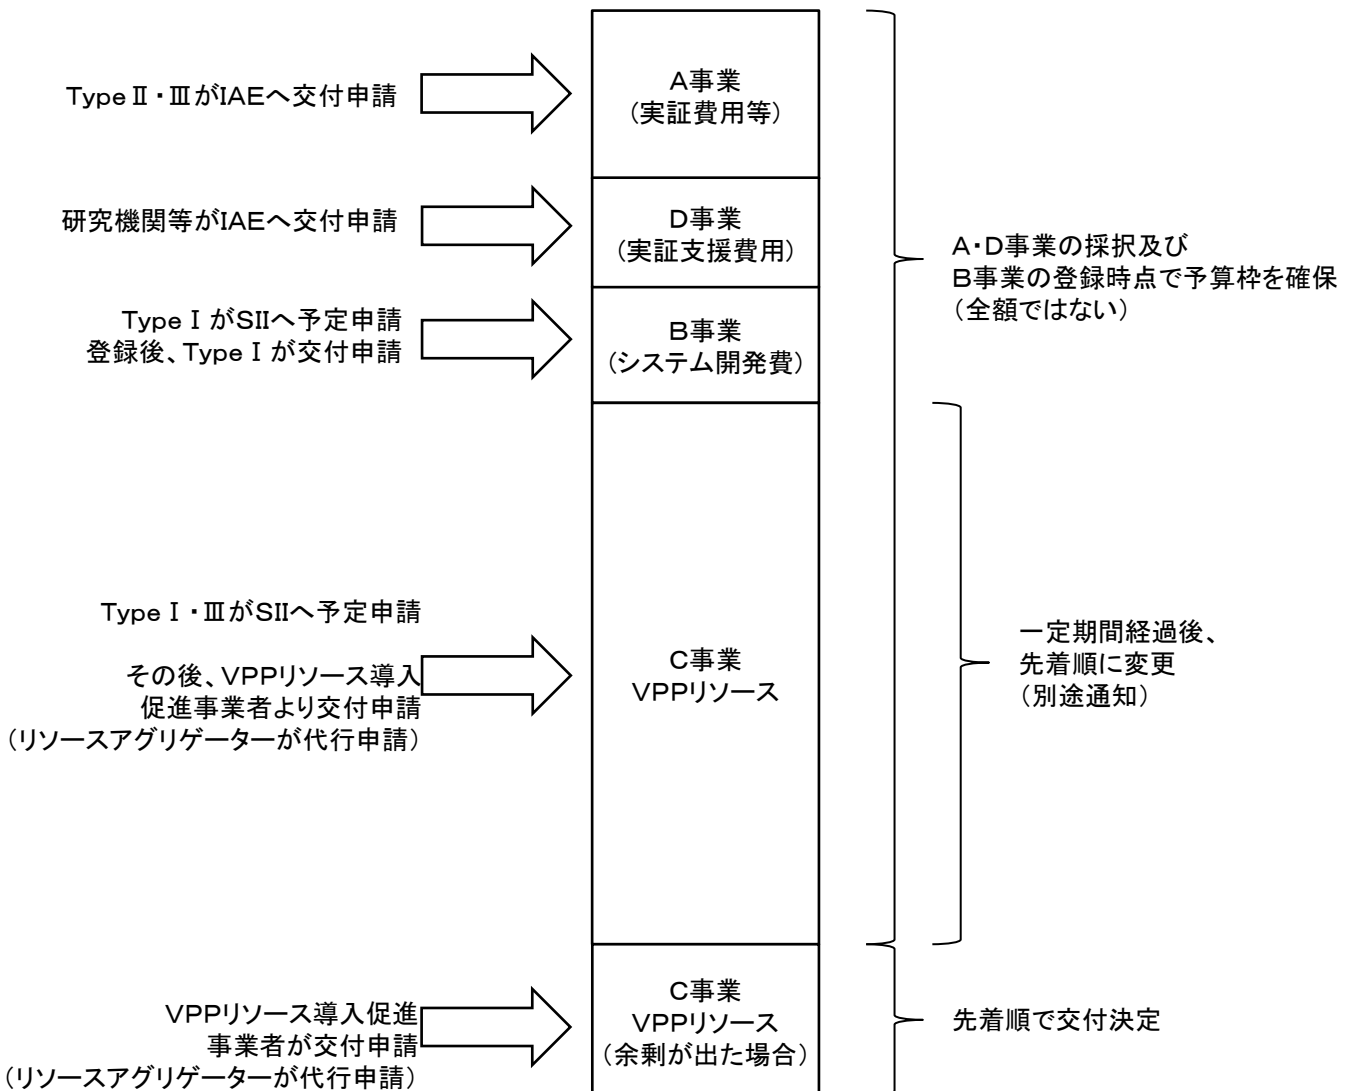 TypeⅡ・ⅢがIAEへ交付申請
A事業
（実証費用等）
研究機関等がIAEへ交付申請
D事業
（実証支援費用）
TypeⅠがSIIへ予定申請
登録後、TypeⅠが交付申請
B事業
（システム開発費）
A・D事業の採択及び
B事業の登録時点で予算枠を確保
（全額ではない）
TypeⅠ・ⅢがSIIへ予定申請
その後、VPPリソース導入
促進事業者より交付申請
（リソースアグリゲーターが代行申請）
C事業
VPPリソース
一定期間経過後、
先着順に変更
（別途通知）
VPPリソース導入促進
事業者が交付申請
（リソースアグリゲーターが代行申請）
C事業
VPPリソース
（余剰が出た場合）
先着順で交付決定